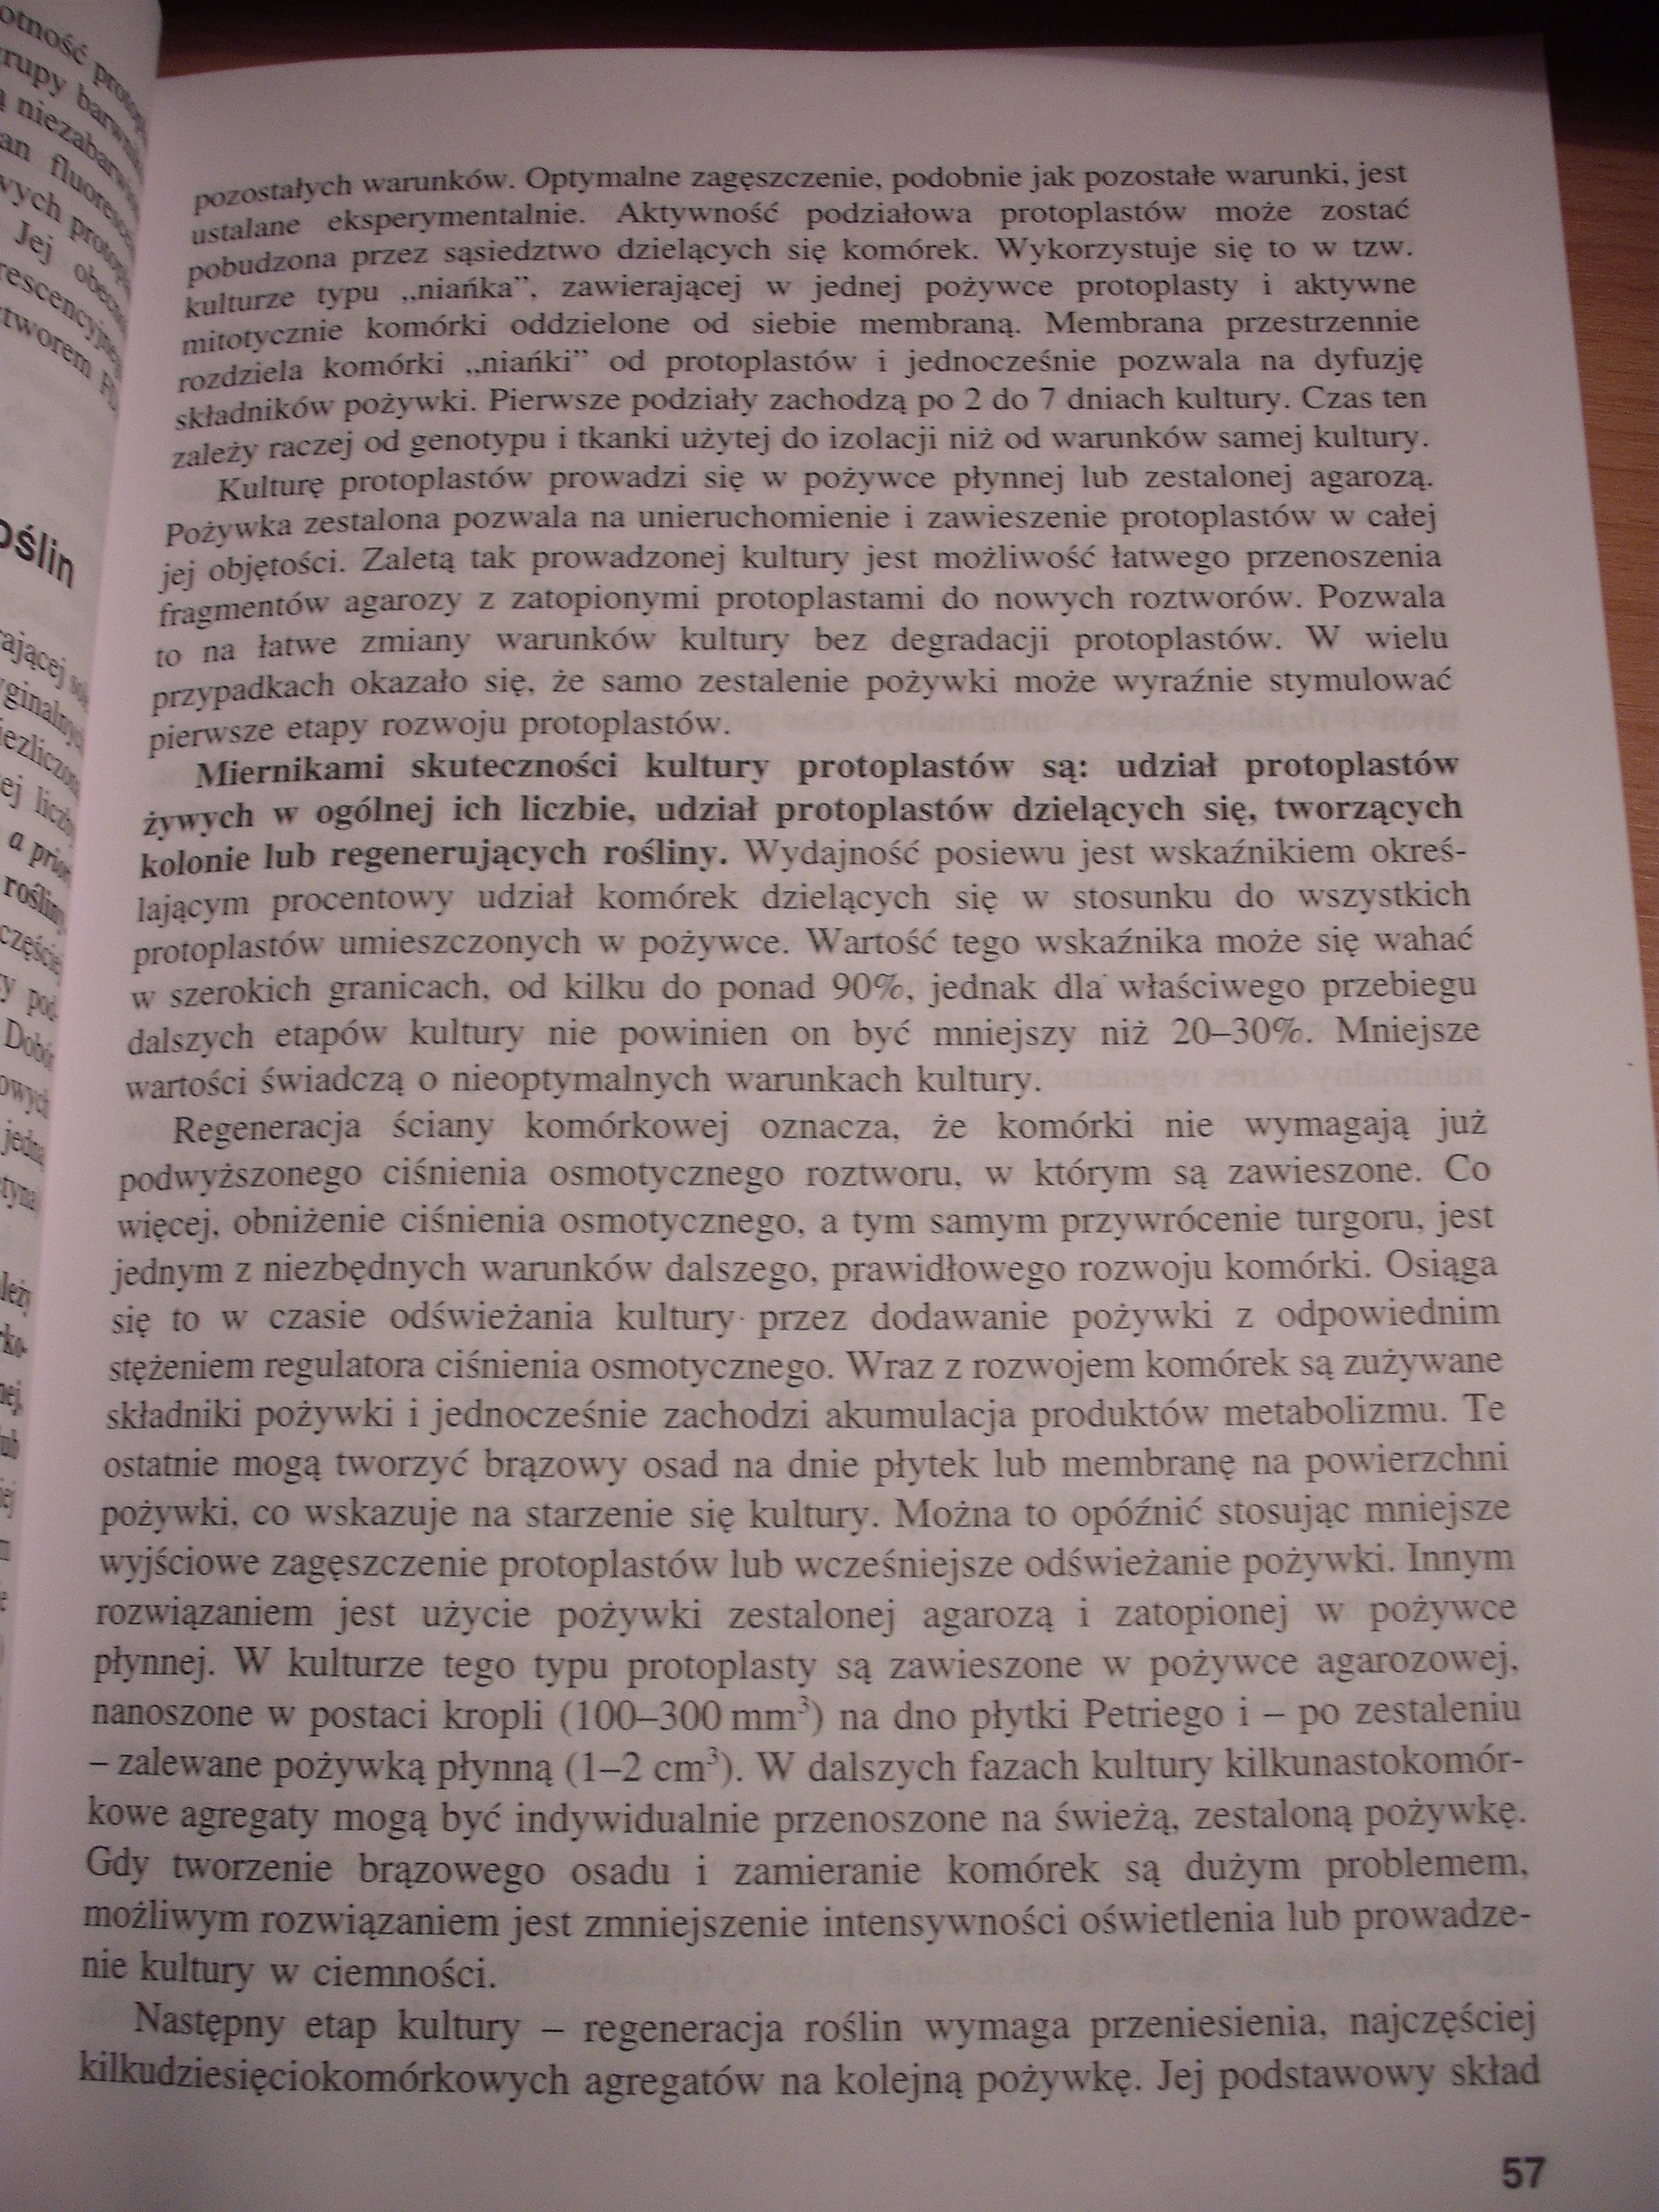 pozostałych warunków. Optymalne zagęszczenie, podobnie jak pozostałe warunki, jest
ustalane eksperymentalnie. Aktywność podziałowa protoplastów może zostać
pobudzona przez sąsiedztwo dzielących się komórek. Wykorzystuje się to w tzw.
kulturze typu „niańka”, zawierającej w jednej pożywce protoplasty i aktywne
mitotycznie komórki oddzielone od siebie membraną. Membrana przestrzennie
rozdziela komórki „niańki” od protoplastów i jednocześnie pozwala na dyfuzję
składników pożywki. Pierwsze podziały zachodzą po 2 do 7 dniach kultury. Czas ten
zależy raczej od genotypu i tkanki użytej do izolacji niż od warunków samej kultury.
Kulturę protoplastów prowadzi się w pożywce płynnej lub zestalonej agarozą.
Pożywka zestalona pozwala na unieruchomienie i zawieszenie protoplastów w całej
jej objętości. Zaletą tak prowadzonej kultury jest możliwość łatwego przenoszenia
fragmentów agarozy z zatopionymi protoplastami do nowych roztworów. Pozwala
to na łatwe zmiany warunków kultury bez degradacji protoplastów. W wielu
przypadkach okazało się, że samo zestalenie pożywki może wyraźnie stymulować
pierwsze etapy rozwoju protoplastów.
Miernikami skuteczności kultury protoplastów są: udział protoplastów
żywych w ogólnej ich liczbie, udział protoplastów dzielących się, tworzących
kolonie lub regenerujących rośliny. Wydajność posiewu jest wskaźnikiem okreś-
lającym procentowy udział komórek dzielących się w stosunku do wszystkich
protoplastów umieszczonych w pożywce. Wartość tego wskaźnika może się wahać
w szerokich granicach, od kilku do ponad 90%, jednak dla właściwego przebiegu
dalszych etapów kultury nie powinien on być mniejszy niż 20–30%. Mniejsze
wartości świadczą o nieoptymalnych warunkach kultury.
Regeneracja ściany komórkowej oznacza, że komórki nie wymagają już
podwyższonego ciśnienia osmotycznego roztworu, w którym są zawieszone. Co
więcej, obniżenie ciśnienia osmotycznego, a tym samym przywrócenie turgoru, jest
jednym z niezbędnych warunków dalszego, prawidłowego rozwoju komórki. Osiąga
się to w czasie odświeżania kultury przez dodawanie pożywki z odpowiednim
stężeniem regulatora ciśnienia osmotycznego. Wraz z rozwojem komórek są zużywane
składniki pożywki i jednocześnie zachodzi akumulacja produktów metabolizmu. Te
ostatnie mogą tworzyć brązowy osad na dnie płytek lub membranę na powierzchni
pożywki, co wskazuje na starzenie się kultury. Można to opóźnić stosując mniejsze
wyjściowe zagęszczenie protoplastów lub wcześniejsze odświeżanie pożywki. Innym
rozwiązaniem jest użycie pożywki zestalonej agarozą i zatopionej w pożywce
płynnej. W kulturze tego typu protoplasty są zawieszone w pożywce agarozowej,
nanoszone w postaci kropli (100–300 mm³) na dno płytki Petriego i – po zestaleniu
– zalewane pożywką płynną (1–2 cm³). W dalszych fazach kultury kilkunastokomór-
kowe agregaty mogą być indywidualnie przenoszone na świeżą, zestaloną pożywkę.
Gdy tworzenie brązowego osadu i zamieranie komórek są dużym problemem,
możliwym rozwiązaniem jest zmniejszenie intensywności oświetlenia lub prowadze-
nie kultury w ciemności.
Następny etap kultury – regeneracja roślin wymaga przeniesienia, najczęściej
kilkudziesięciokomórkowych agregatów na kolejną pożywkę. Jej podstawowy skład
57